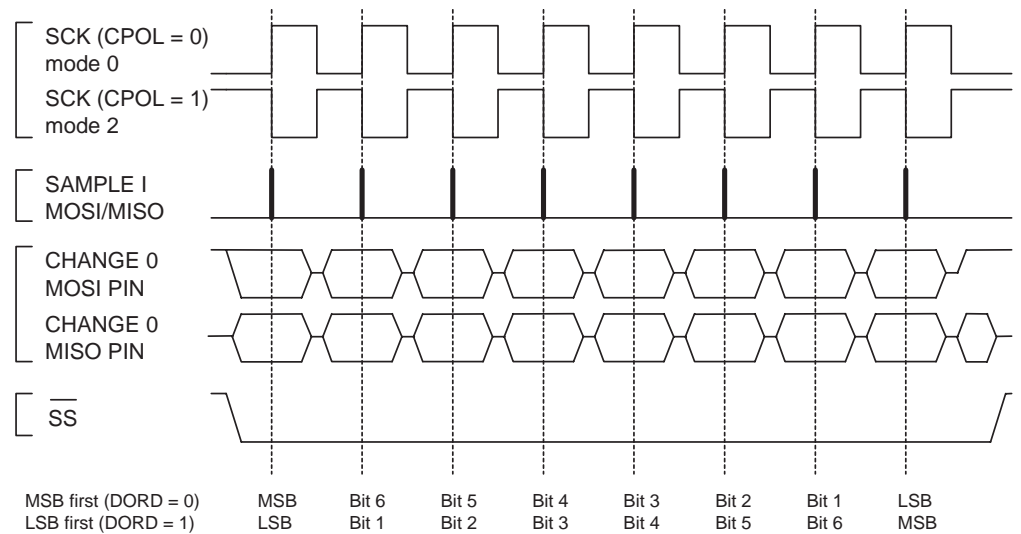 SCK (CPOL = 0)
mode 0
SCK (CPOL = 1)
mode 2
SAMPLE I
MOSI/MISO
CHANGE 0
MOSI PIN
CHANGE 0
MISO PIN
SS
MSB first (DORD = 0) MSB Bit 6 Bit 5 Bit 4 Bit 3 Bit 2 Bit 1 LSB
LSB first (DORD = 1) LSB Bit 1 Bit 2 Bit 3 Bit 4 Bit 5 Bit 6 MSB